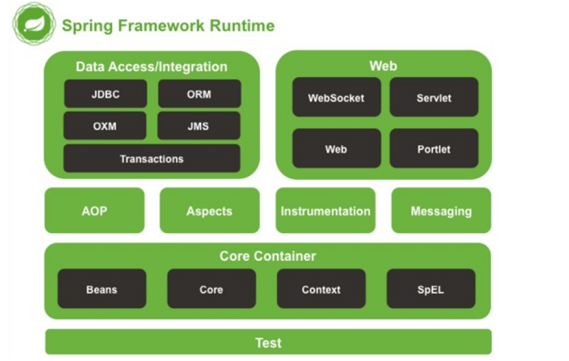 Spring Framework Runtime
Data Access/Integration
JDBC
ORM
OXM
JMS
Transactions
Web
WebSocket
Servlet
Web
Portlet
AOP
Aspects
Instrumentation
Messaging
Core Container
Beans
Core
Context
SpEL
Test